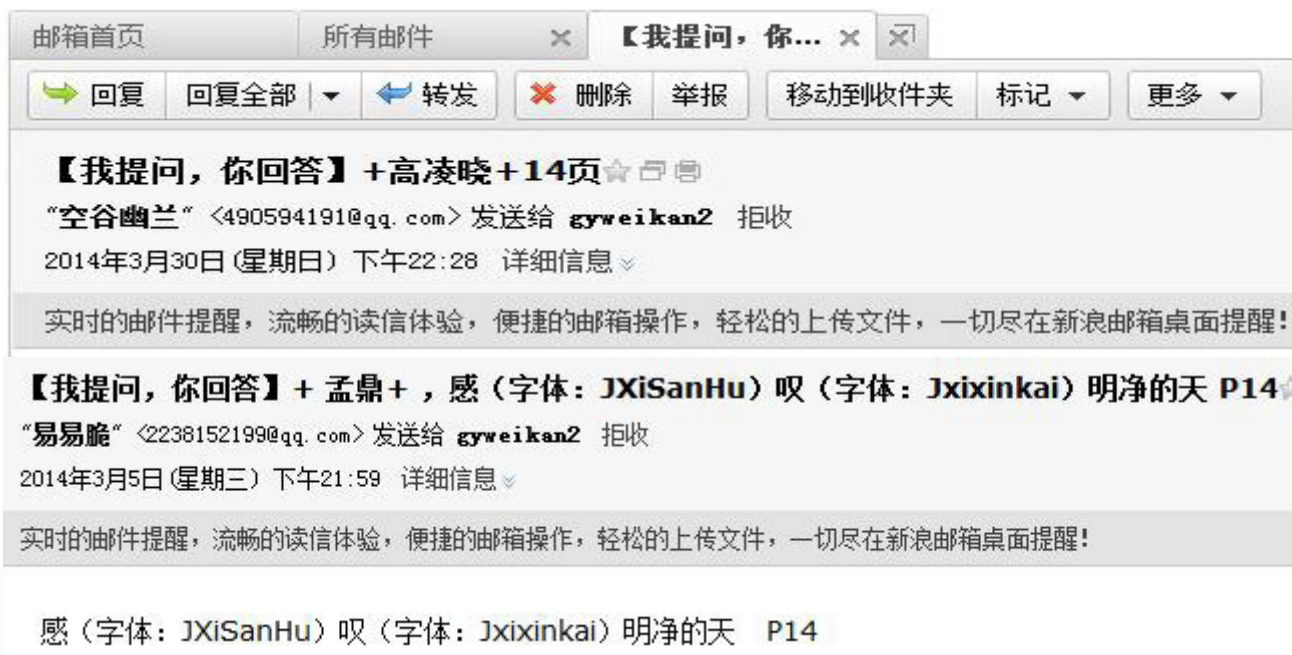 邮箱首页 所有邮件 × 【我提问，你... ×
回复 回复全部 转发 删除 举报 移动到收件夹 标记 更多
【我提问，你回答】+高凌晓+14页
“空谷幽兰” <490594191@qq.com> 发送给 gyweikan2 拒收
2014年3月30日(星期日) 下午22:28 详细信息
实时的邮件提醒，流畅的读信体验，便捷的邮箱操作，轻松的上传文件，一切尽在新浪邮箱桌面提醒！
【我提问，你回答】+ 孟鼎+ ，感（字体：JXiSanHu）叹（字体：Jxixinkai）明净的天 P14
“易易脆” <2238152199@qq.com> 发送给 gyweikan2 拒收
2014年3月5日(星期三) 下午21:59 详细信息
实时的邮件提醒，流畅的读信体验，便捷的邮箱操作，轻松的上传文件，一切尽在新浪邮箱桌面提醒！
感（字体：JXiSanHu）叹（字体：Jxixinkai）明净的天 P14